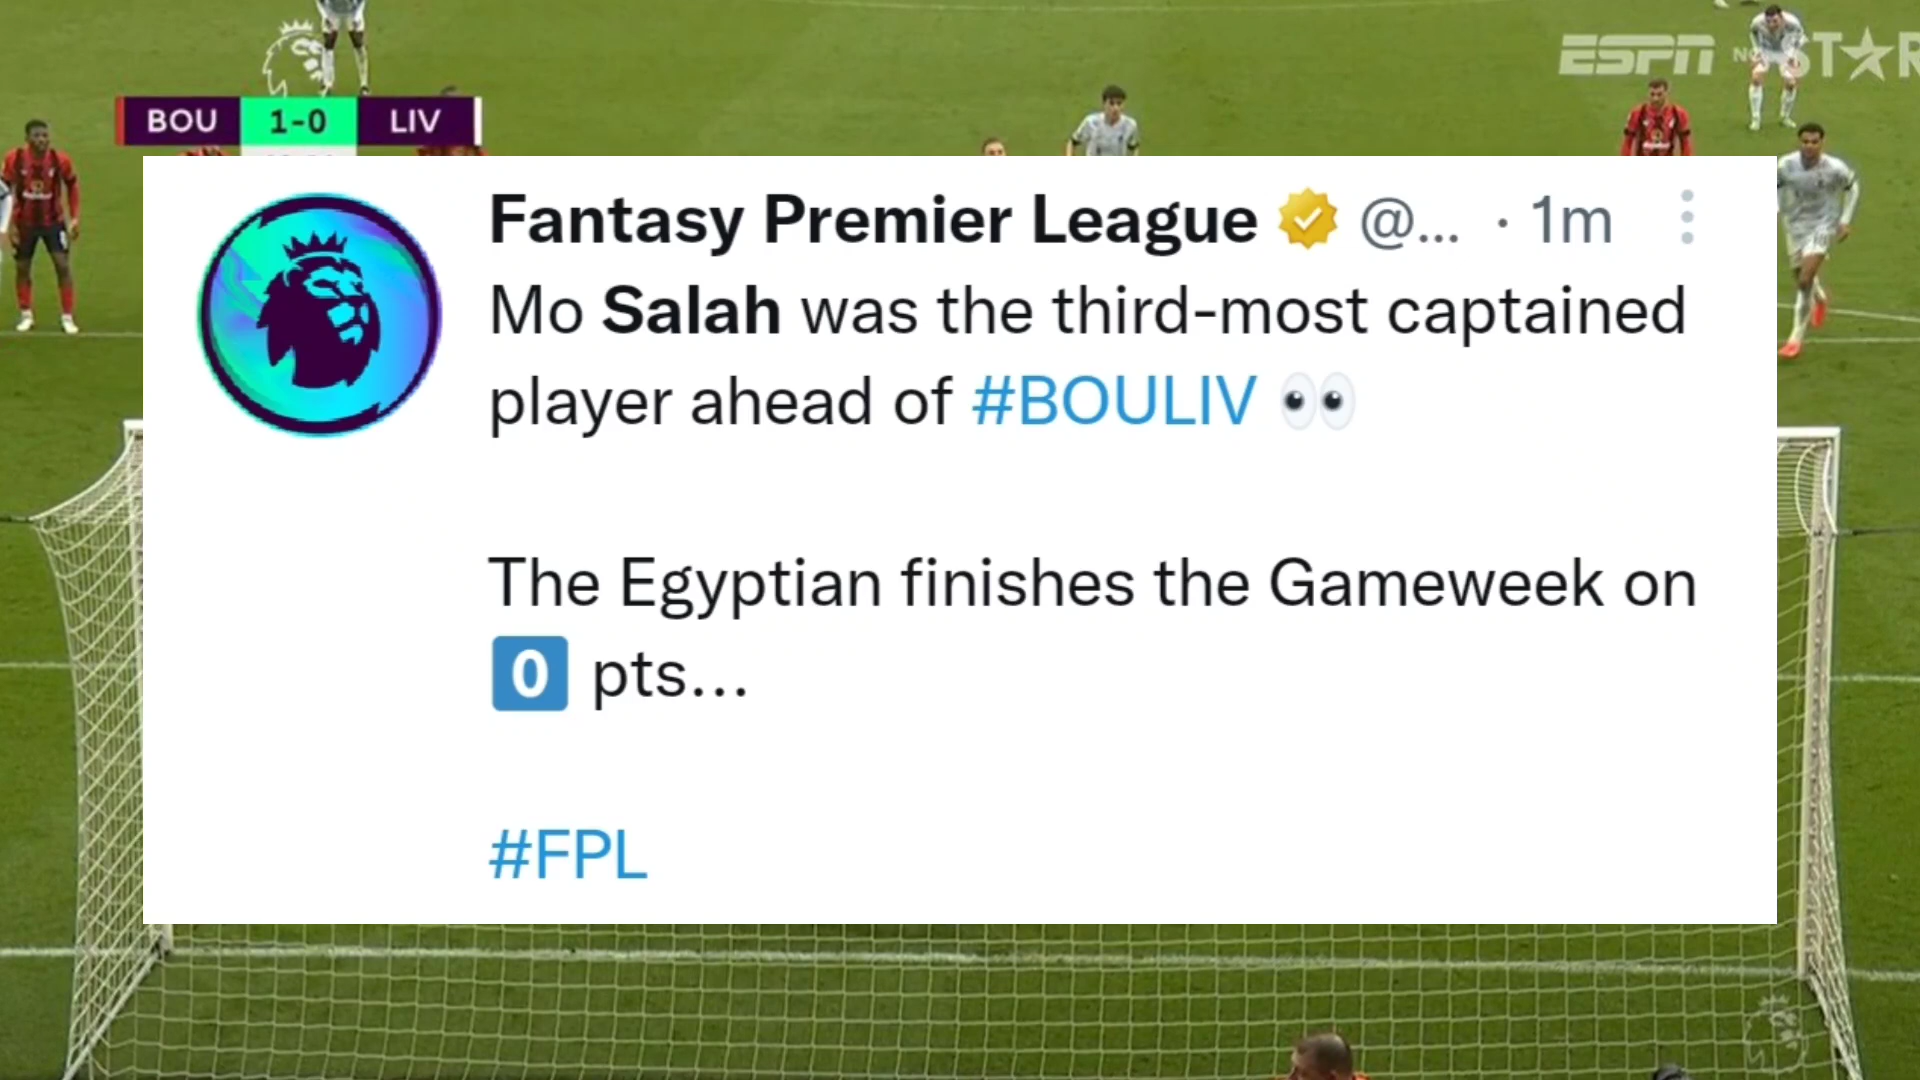 ESPN STAR
BOU 1-0 LIV
Fantasy Premier League @... · 1m
Mo Salah was the third-most captained
player ahead of #BOULIV 👀
The Egyptian finishes the Gameweek on
0️⃣ pts...
#FPL